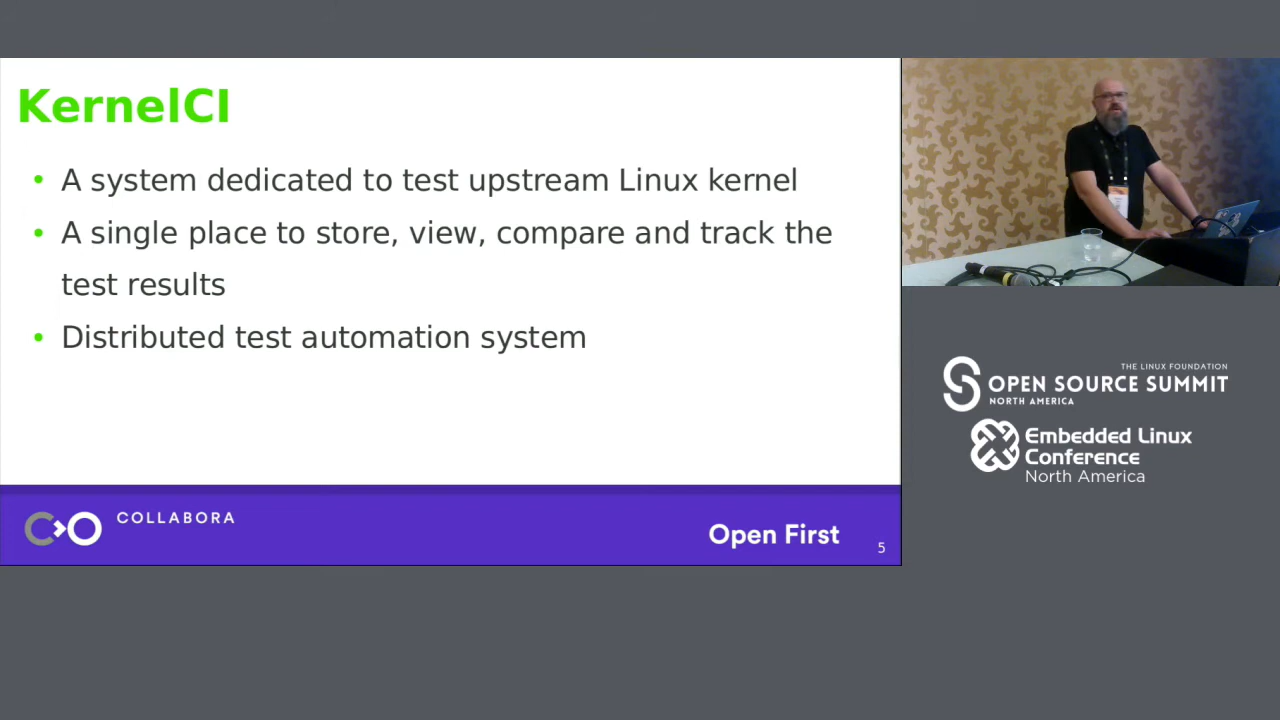 KernelCI
• A system dedicated to test upstream Linux kernel
• A single place to store, view, compare and track the
test results
• Distributed test automation system
COLLABORA
Open First
5
THE LINUX FOUNDATION
OPEN SOURCE SUMMIT
NORTH AMERICA
Embedded Linux
Conference
North America